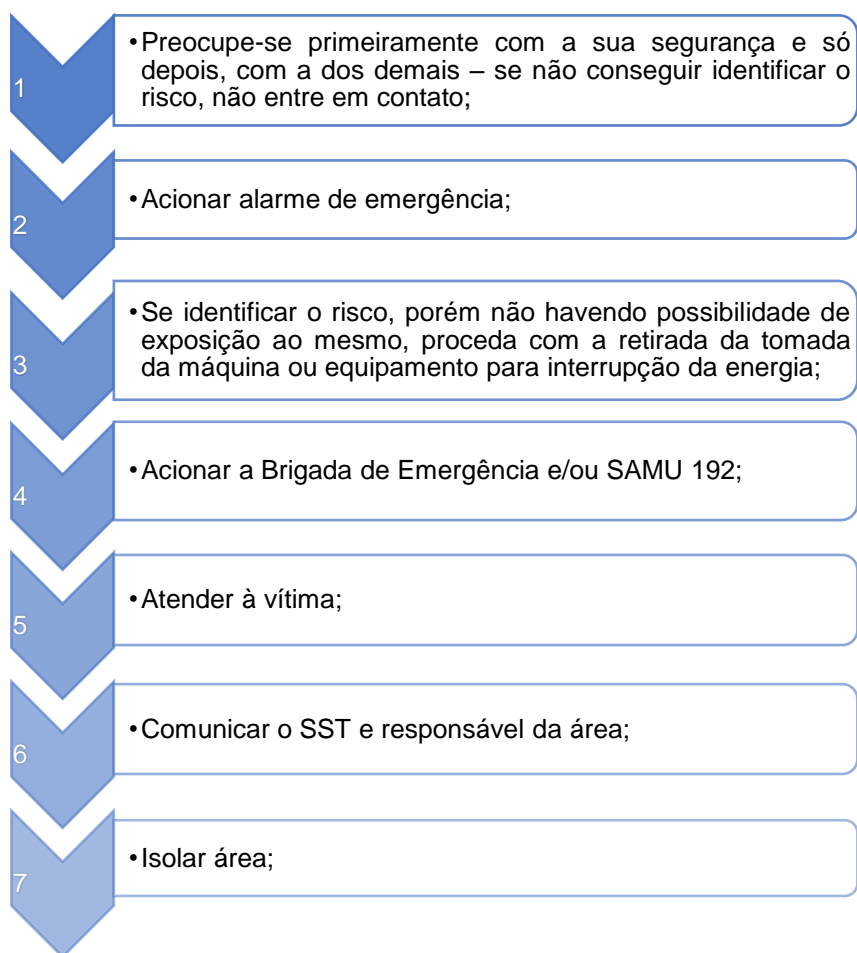 1
•Preocupe-se primeiramente com a sua segurança e só
depois, com a dos demais – se não conseguir identificar o
risco, não entre em contato;
2
•Acionar alarme de emergência;
3
•Se identificar o risco, porém não havendo possibilidade de
exposição ao mesmo, proceda com a retirada da tomada
da máquina ou equipamento para interrupção da energia;
4
•Acionar a Brigada de Emergência e/ou SAMU 192;
5
•Atender à vítima;
6
•Comunicar o SST e responsável da área;
7
•Isolar área;